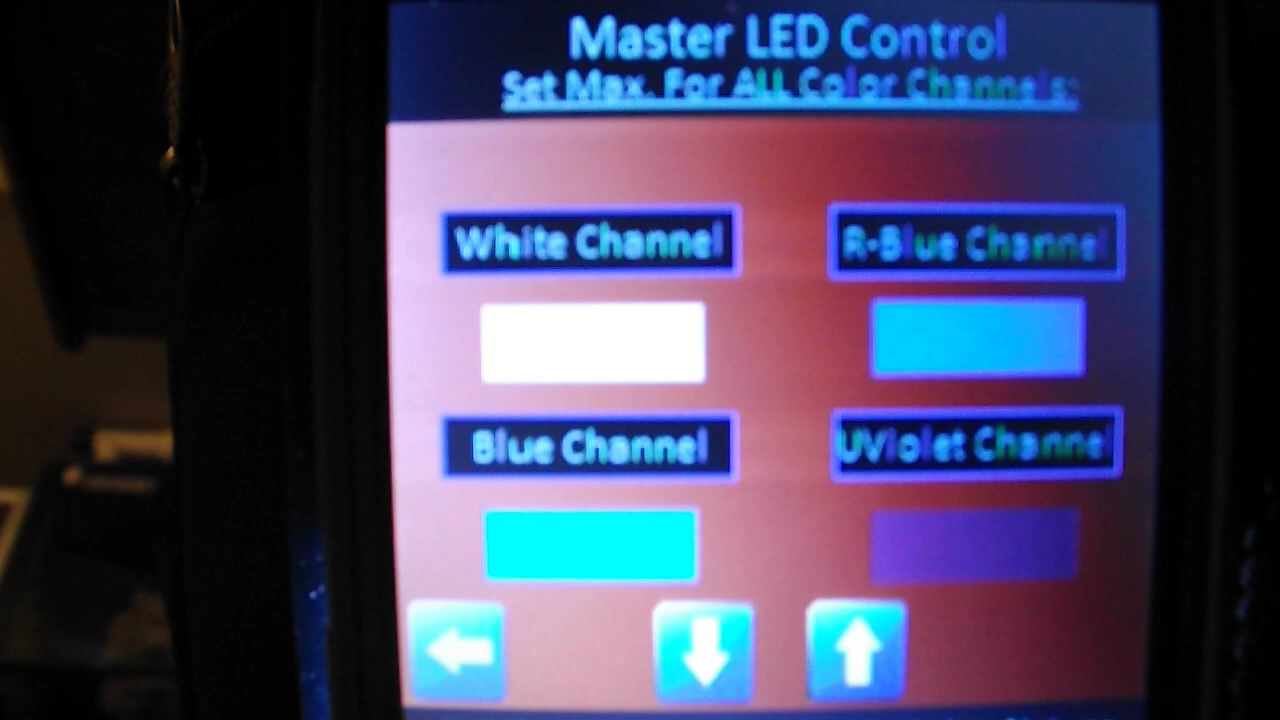 Master LED Control
Set Max. For ALL Color Channels:
White Channel
R-Blue Channel
Blue Channel
UViolet Channel